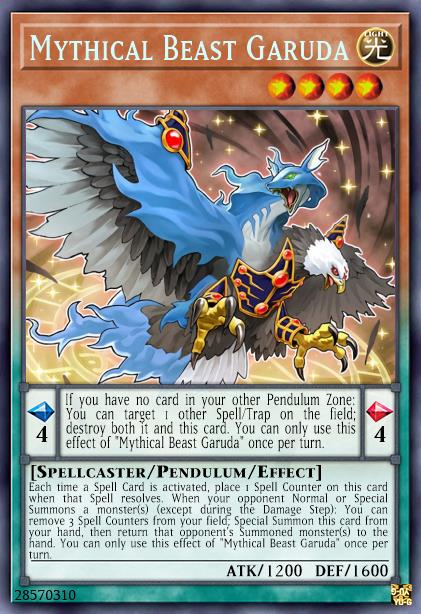 Mythical Beast Garuda
LIGHT
光
If you have no card in your other Pendulum Zone:
You can target 1 other Spell/Trap on the field;
destroy both it and this card. You can only use this
effect of "Mythical Beast Garuda" once per turn.
4
4
[Spellcaster/Pendulum/Effect]
Each time a Spell Card is activated, place 1 Spell Counter on this card
when that Spell resolves. When your opponent Normal or Special
Summons a monster(s) (except during the Damage Step): You can
remove 3 Spell Counters from your field; Special Summon this card from
your hand, then return that opponent's Summoned monster(s) to the
hand. You can only use this effect of "Mythical Beast Garuda" once per
turn.
ATK/1200 DEF/1600
28570310